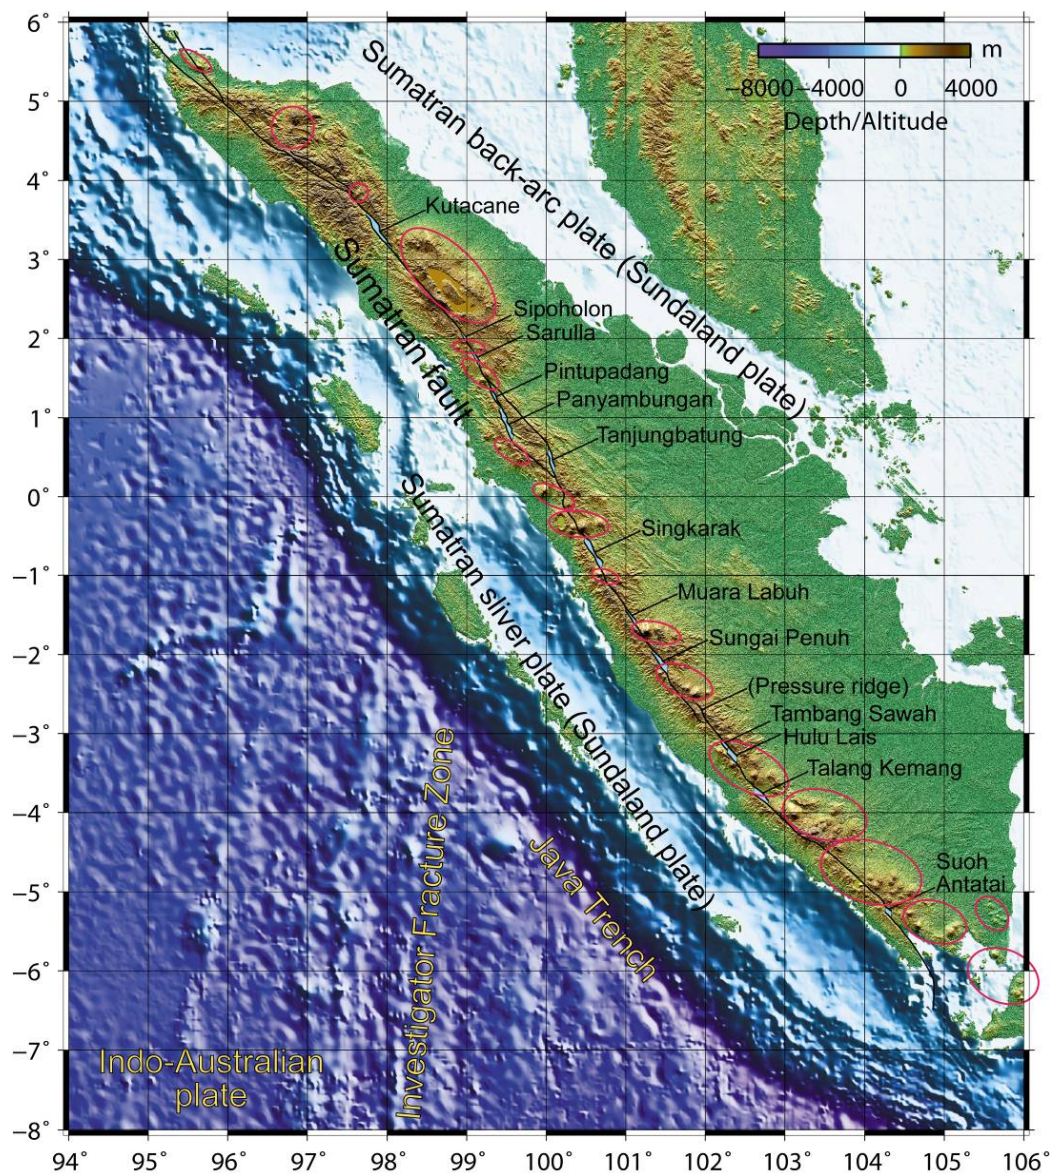 6°
5°
4°
3°
2°
1°
0°
−1°
−2°
−3°
−4°
−5°
−6°
−7°
−8°
94°
95°
96°
97°
98°
99°
100°
101°
102°
103°
104°
105°
106°
m
−8000
−4000
0
4000
Depth/Altitude
Sumatran back-arc plate (Sundaland plate)
Sumatran fault
Sumatran sliver plate (Sundaland plate)
Kutacane
Sipoholon
Sarulla
Pintupadang
Panyambungan
Tanjungbatung
Singkarak
Muara Labuh
Sungai Penuh
(Pressure ridge)
Tambang Sawah
Hulu Lais
Talang Kemang
Suoh
Antatai
Java Trench
Investigator Fracture Zone
Indo-Australian
plate